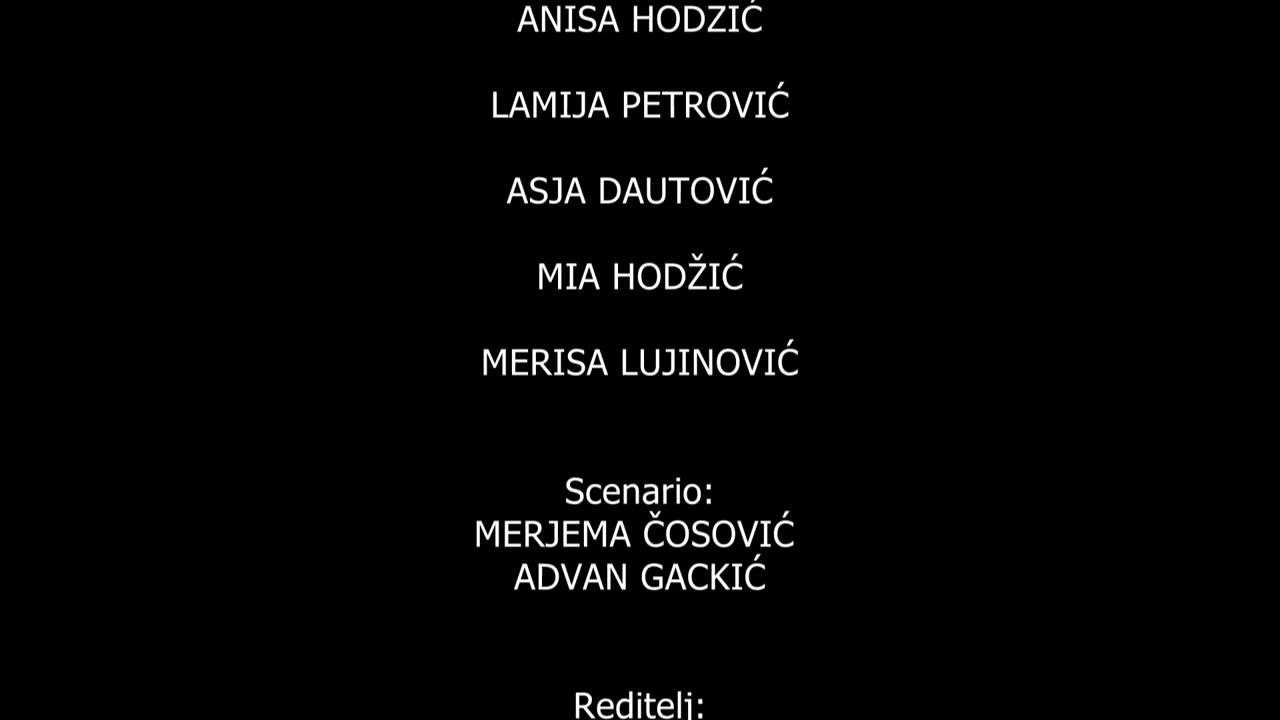 ANISA HODZIĆ
LAMIJA PETROVIĆ
ASJA DAUTOVIĆ
MIA HODŽIĆ
MERISA LUJINOVIĆ
Scenario:
MERJEMA ČOSOVIĆ
ADVAN GACKIĆ
Reditelj: